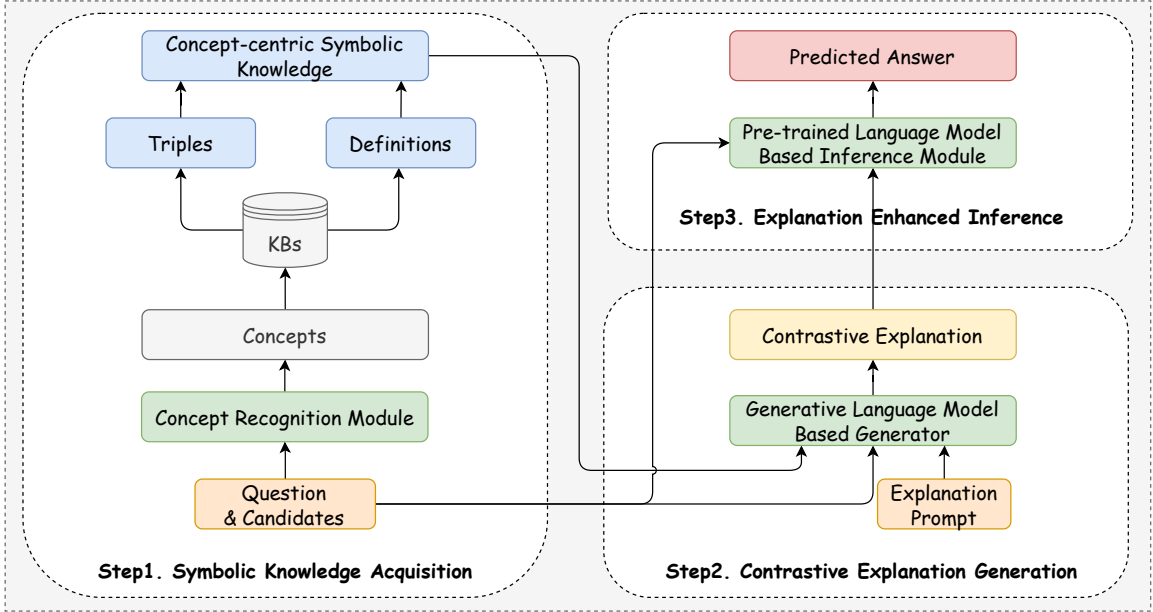 Concept-centric Symbolic
Knowledge
Triples
Definitions
KBs
Concepts
Concept Recognition Module
Question
& Candidates
Step1. Symbolic Knowledge Acquisition
Predicted Answer
Pre-trained Language Model
Based Inference Module
Step3. Explanation Enhanced Inference
Contrastive Explanation
Generative Language Model
Based Generator
Explanation
Prompt
Step2. Contrastive Explanation Generation